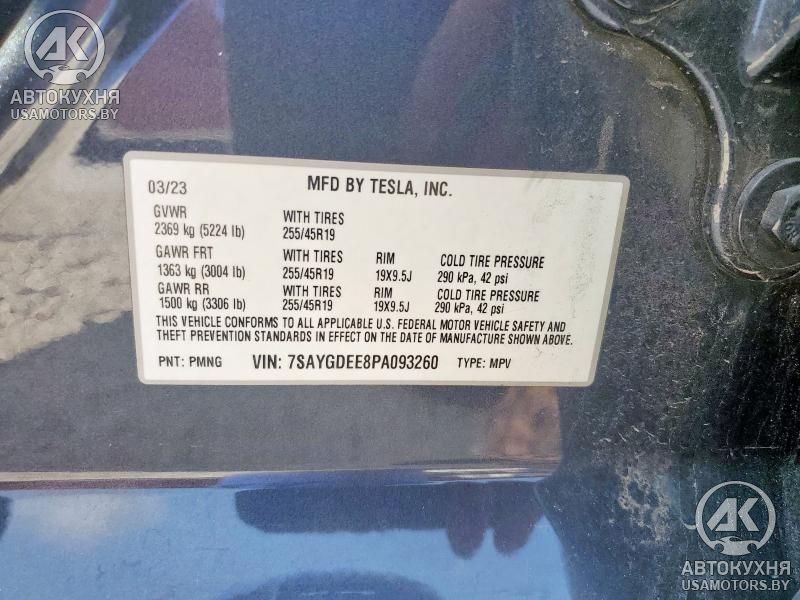 AK
АВТОКУХНЯ
USAMOTORS.BY
03/23 MFD BY TESLA, INC.
GVWR WITH TIRES
2369 kg (5224 lb) 255/45R19
GAWR FRT WITH TIRES RIM COLD TIRE PRESSURE
1363 kg (3004 lb) 255/45R19 19X9.5J 290 kPa, 42 psi
GAWR RR WITH TIRES RIM COLD TIRE PRESSURE
1500 kg (3306 lb) 255/45R19 19X9.5J 290 kPa, 42 psi
THIS VEHICLE CONFORMS TO ALL APPLICABLE U.S. FEDERAL MOTOR VEHICLE SAFETY AND
THEFT PREVENTION STANDARDS IN EFFECT ON THE DATE OF MANUFACTURE SHOWN ABOVE.
PNT: PMNG VIN: 7SAYGDEE8PA093260 TYPE: MPV
AK
АВТОКУХНЯ
USAMOTORS.BY